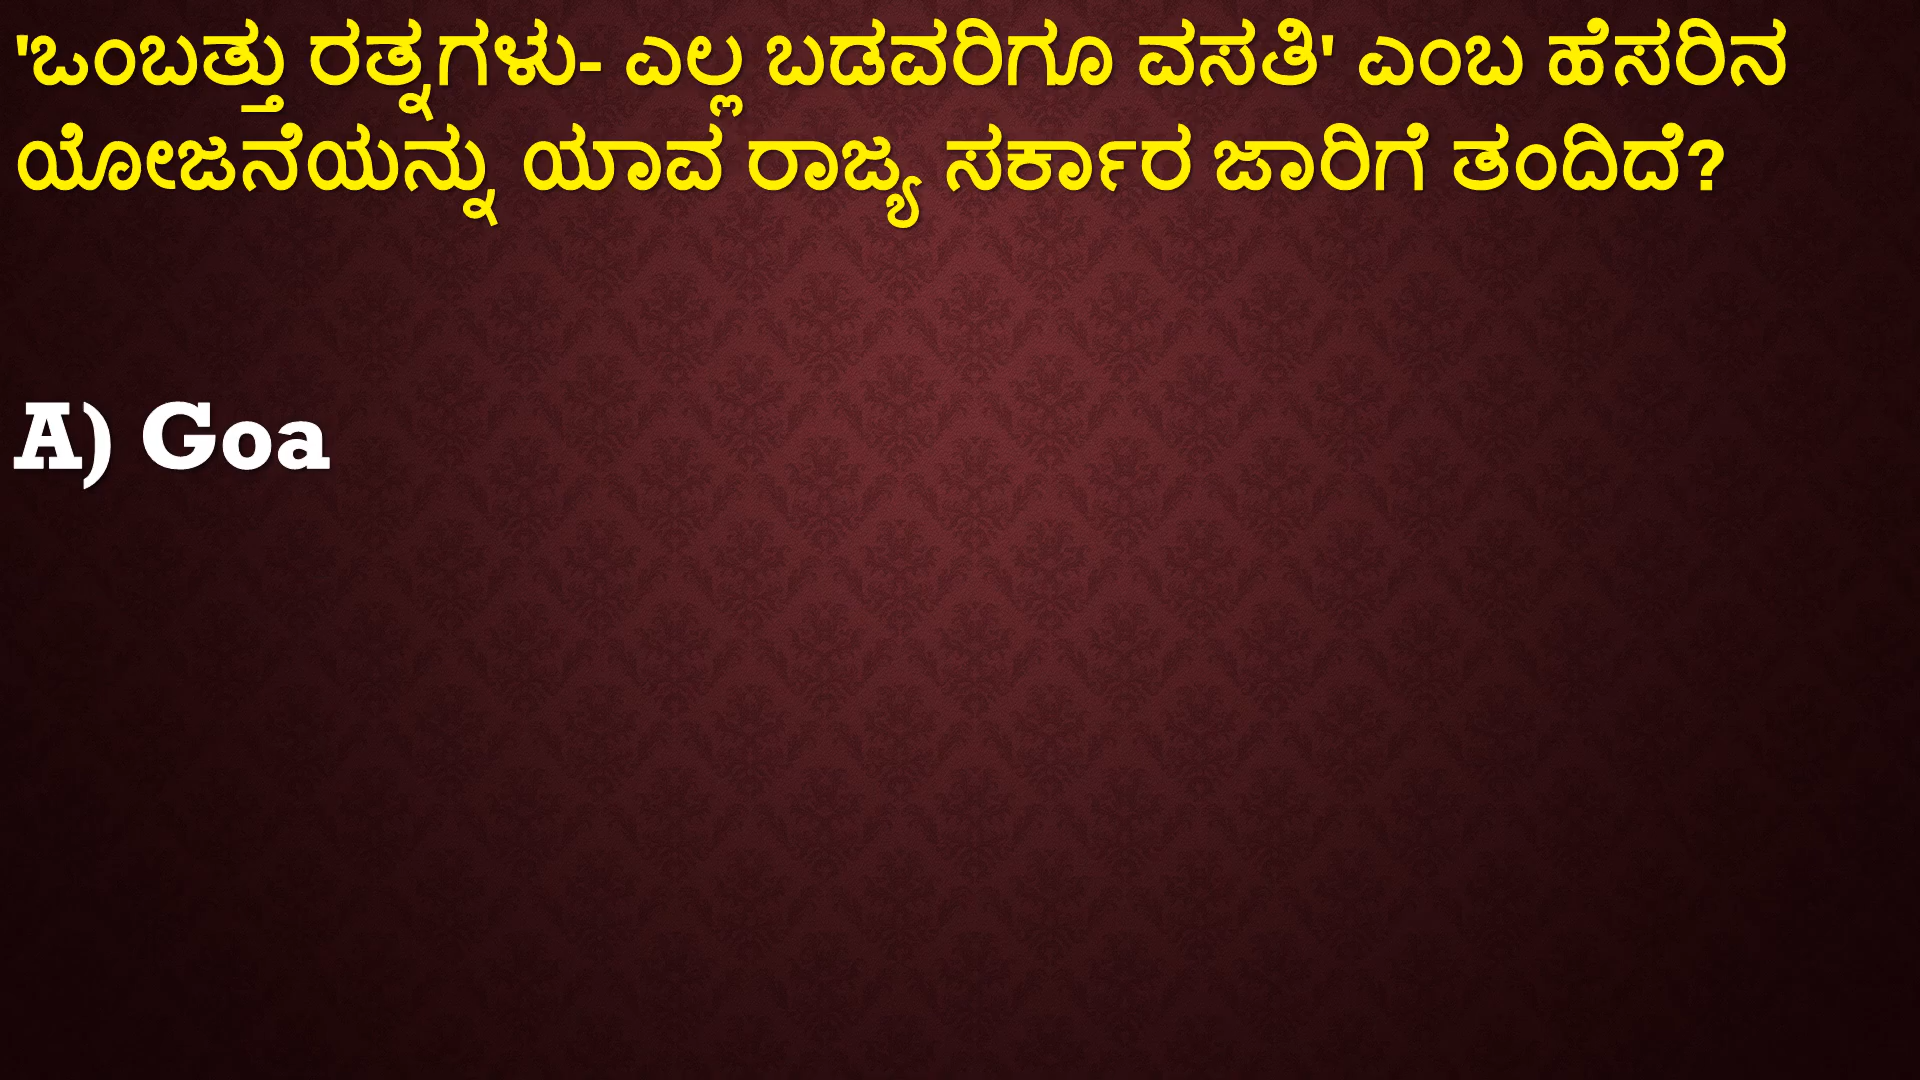 'ಒಂಬತ್ತು ರತ್ನಗಳು- ಎಲ್ಲ ಬಡವರಿಗೂ ವಸತಿ' ಎಂಬ ಹೆಸರಿನ
ಯೋಜನೆಯನ್ನು ಯಾವ ರಾಜ್ಯ ಸರ್ಕಾರ ಜಾರಿಗೆ ತಂದಿದೆ?
A) Goa